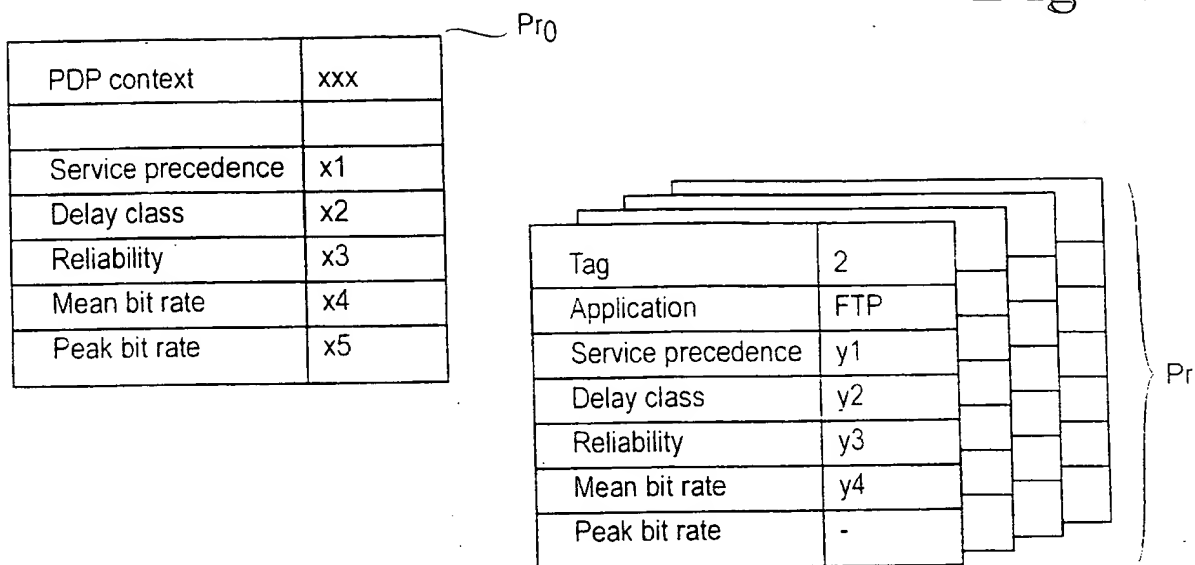 Pr0
PDP context xxx
Service precedence x1
Delay class x2
Reliability x3
Mean bit rate x4
Peak bit rate x5
Tag 2
Application FTP
Service precedence y1
Delay class y2
Reliability y3
Mean bit rate y4
Peak bit rate -
Pr